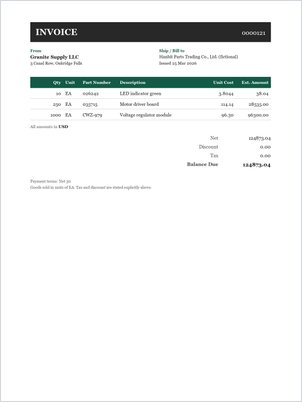 INVOICE 0000121
From Ship / Bill to
Granite Supply LLC Hanbit Parts Trading Co., Ltd. (fictional)
3 Canal Row, Oakridge Falls Issued 25 Mar 2026
Qty Unit Part Number Description Unit Cost Est. Amount
10 EA 026242 LED indicator green 3.8044 38.04
250 EA 035715 Motor driver board 114.14 28535.00
1000 EA CWZ-979 Voltage regulator module 96.30 96300.00
All amounts in USD
Net 124873.04
Discount 0.00
Tax 0.00
Balance Due 124873.04
Payment terms: Net 30
Goods sold in units of EA. Tax and discount are stated explicitly above.